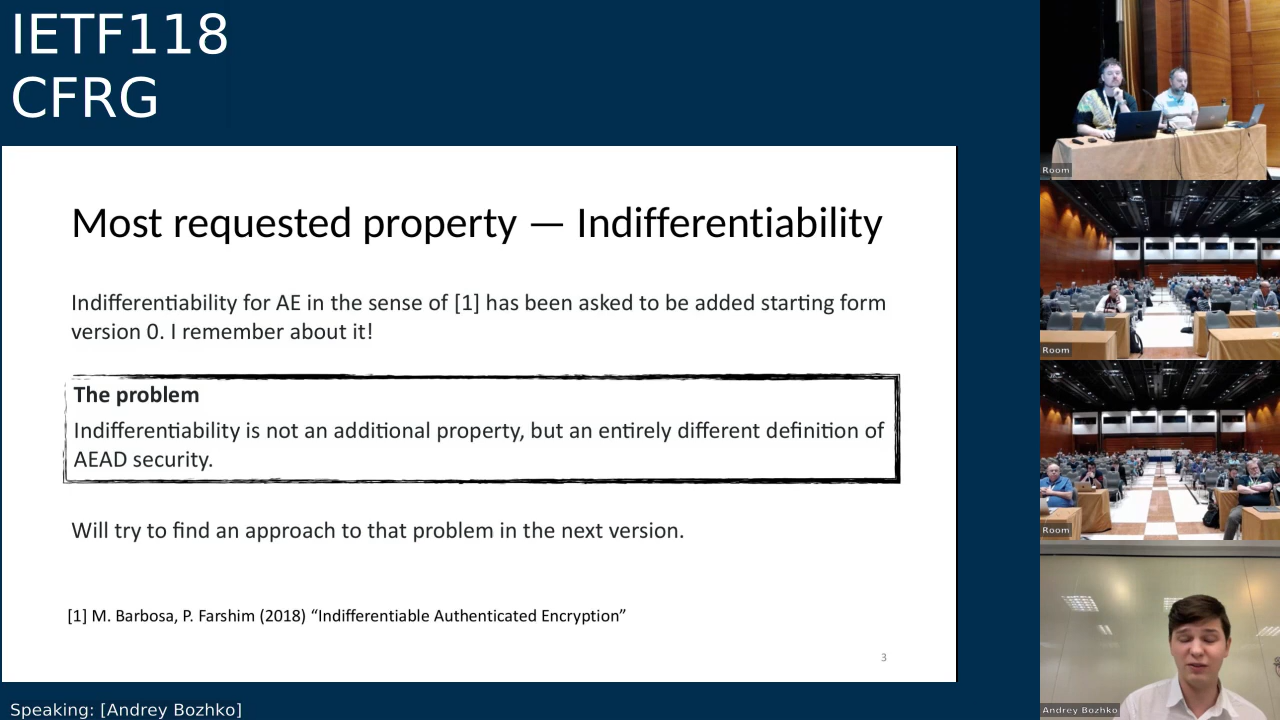 IETF118
CFRG
Most requested property — Indifferentiability
Indifferentiability for AE in the sense of [1] has been asked to be added starting form
version 0. I remember about it!
The problem
Indifferentiability is not an additional property, but an entirely different definition of
AEAD security.
Will try to find an approach to that problem in the next version.
[1] M. Barbosa, P. Farshim (2018) “Indifferentiable Authenticated Encryption”
3
Speaking: [Andrey Bozhko]
Room
Room
Room
Andrey Bozhko